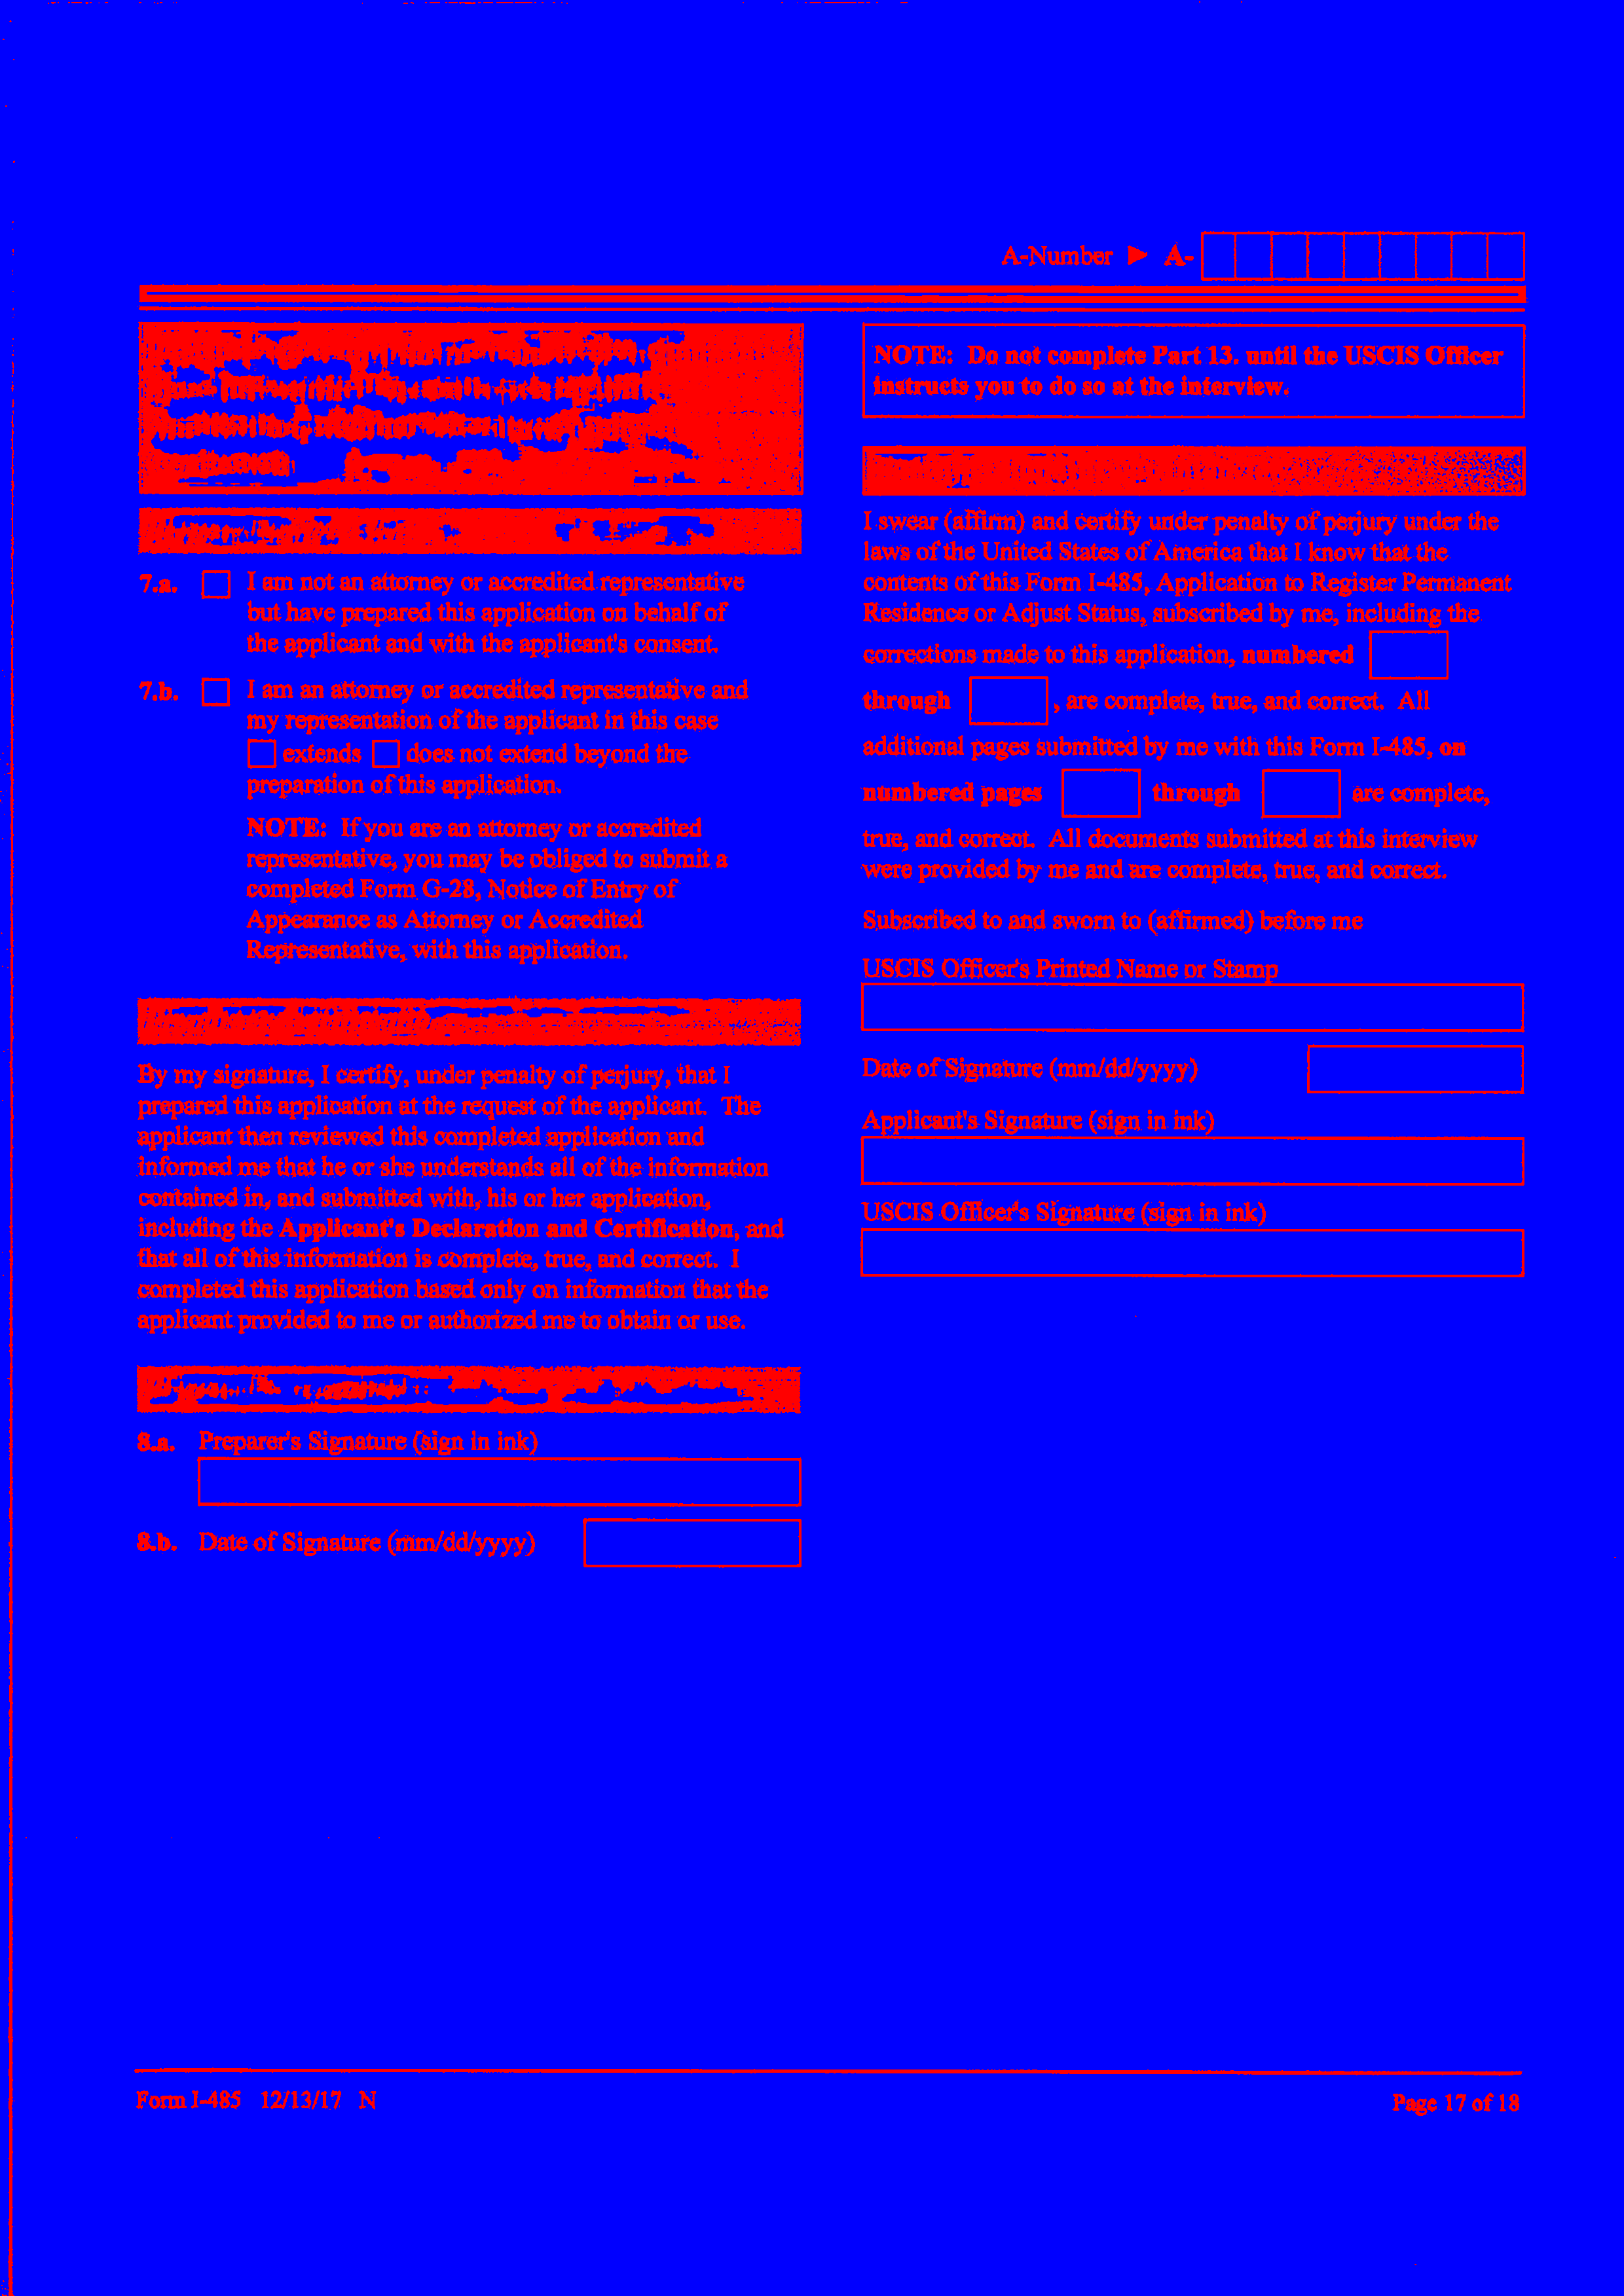 A-Number ► A-
7.a. I am not an attorney or accredited representative
but have prepared this application on behalf of
the applicant and with the applicant's consent.
7.b. I am an attorney or accredited representative and
my representation of the applicant in this case
extends does not extend beyond the
preparation of this application.
NOTE: If you are an attorney or accredited
representative, you may be obliged to submit a
completed Form G-28, Notice of Entry of
Appearance as Attorney or Accredited
Representative, with this application.
By my signature, I certify, under penalty of perjury, that I
prepared this application at the request of the applicant. The
applicant then reviewed this completed application and
informed me that he or she understands all of the information
contained in, and submitted with, his or her application,
including the Applicant's Declaration and Certification, and
that all of this information is complete, true, and correct. I
completed this application based only on information that the
applicant provided to me or authorized me to obtain or use.
8.a. Preparer's Signature (sign in ink)
8.b. Date of Signature (mm/dd/yyyy)
NOTE: Do not complete Part 13. until the USCIS Officer
instructs you to do so at the interview.
I swear (affirm) and certify under penalty of perjury under the
laws of the United States of America that I know that the
contents of this Form I-485, Application to Register Permanent
Residence or Adjust Status, subscribed by me, including the
corrections made to this application, numbered
through , are complete, true, and correct. All
additional pages submitted by me with this Form I-485, on
numbered pages through are complete,
true, and correct. All documents submitted at this interview
were provided by me and are complete, true, and correct.
Subscribed to and sworn to (affirmed) before me
USCIS Officer's Printed Name or Stamp
Date of Signature (mm/dd/yyyy)
Applicant's Signature (sign in ink)
USCIS Officer's Signature (sign in ink)
Form I-485 12/13/17 N
Page 17 of 18